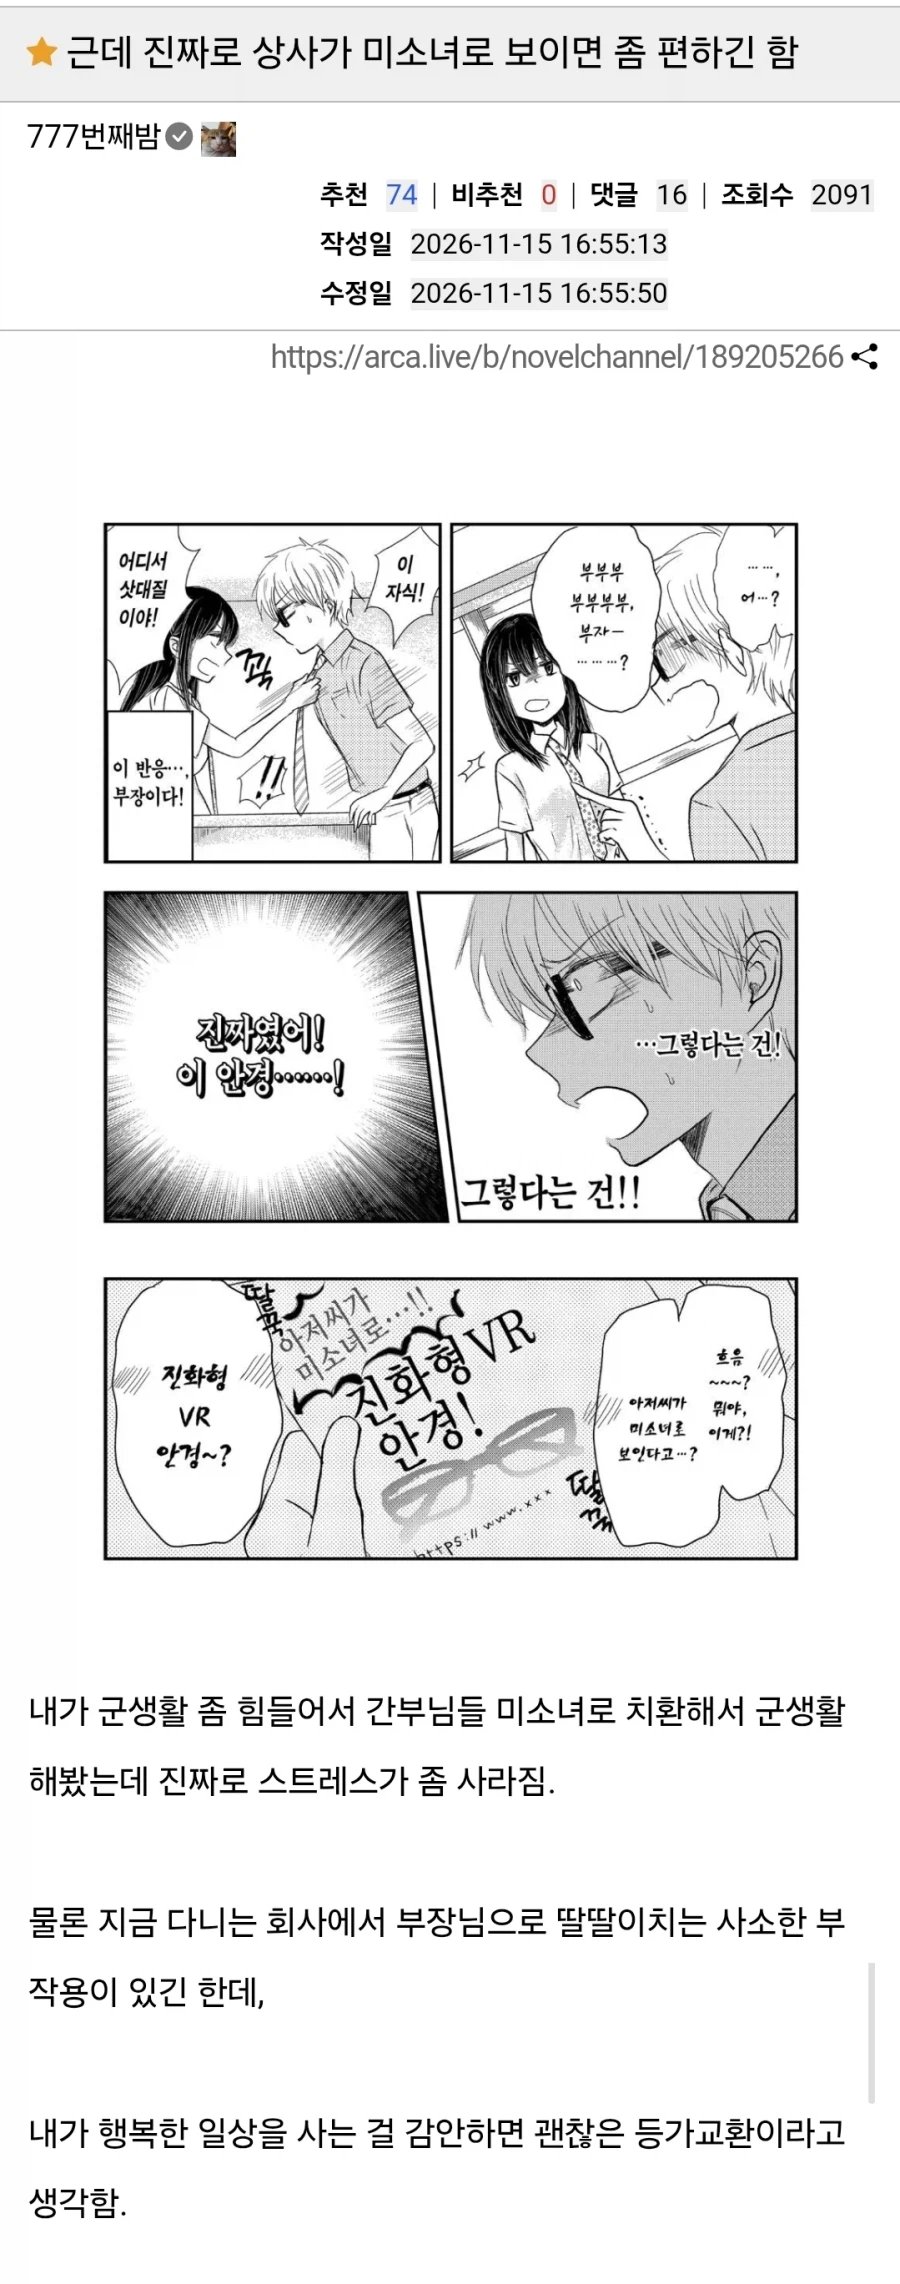 근데 진짜로 상사가 미소녀로 보이면 좀 편하긴 함
777번째밤
추천 74 | 비추천 0 | 댓글 16 | 조회수 2091
작성일 2026-11-15 16:55:13
수정일 2026-11-15 16:55:50
https://arca.live/b/novelchannel/189205266
……,
어…?
부부부
부부부부,
부자ー
………?
이
자식!
어디서
삿대질
이야!
꽉
!!
이 반응…,
부장이다!
…그렇다는 건!
그렇다는 건!!
진짜였어!
이 안경……!
흐음
~~~?
뭐야,
이게?!
아저씨가
미소녀로
보인다고…?
딸꾹
아저씨가
미소녀로…!!
진화형 VR
안경!
https://www.xxx
딸꾹
진화형
VR
안경~?
내가 군생활 좀 힘들어서 간부님들 미소녀로 치환해서 군생활
해봤는데 진짜로 스트레스가 좀 사라짐.
물론 지금 다니는 회사에서 부장님으로 딸딸이치는 사소한 부
작용이 있긴 한데,
내가 행복한 일상을 사는 걸 감안하면 괜찮은 등가교환이라고
생각함.